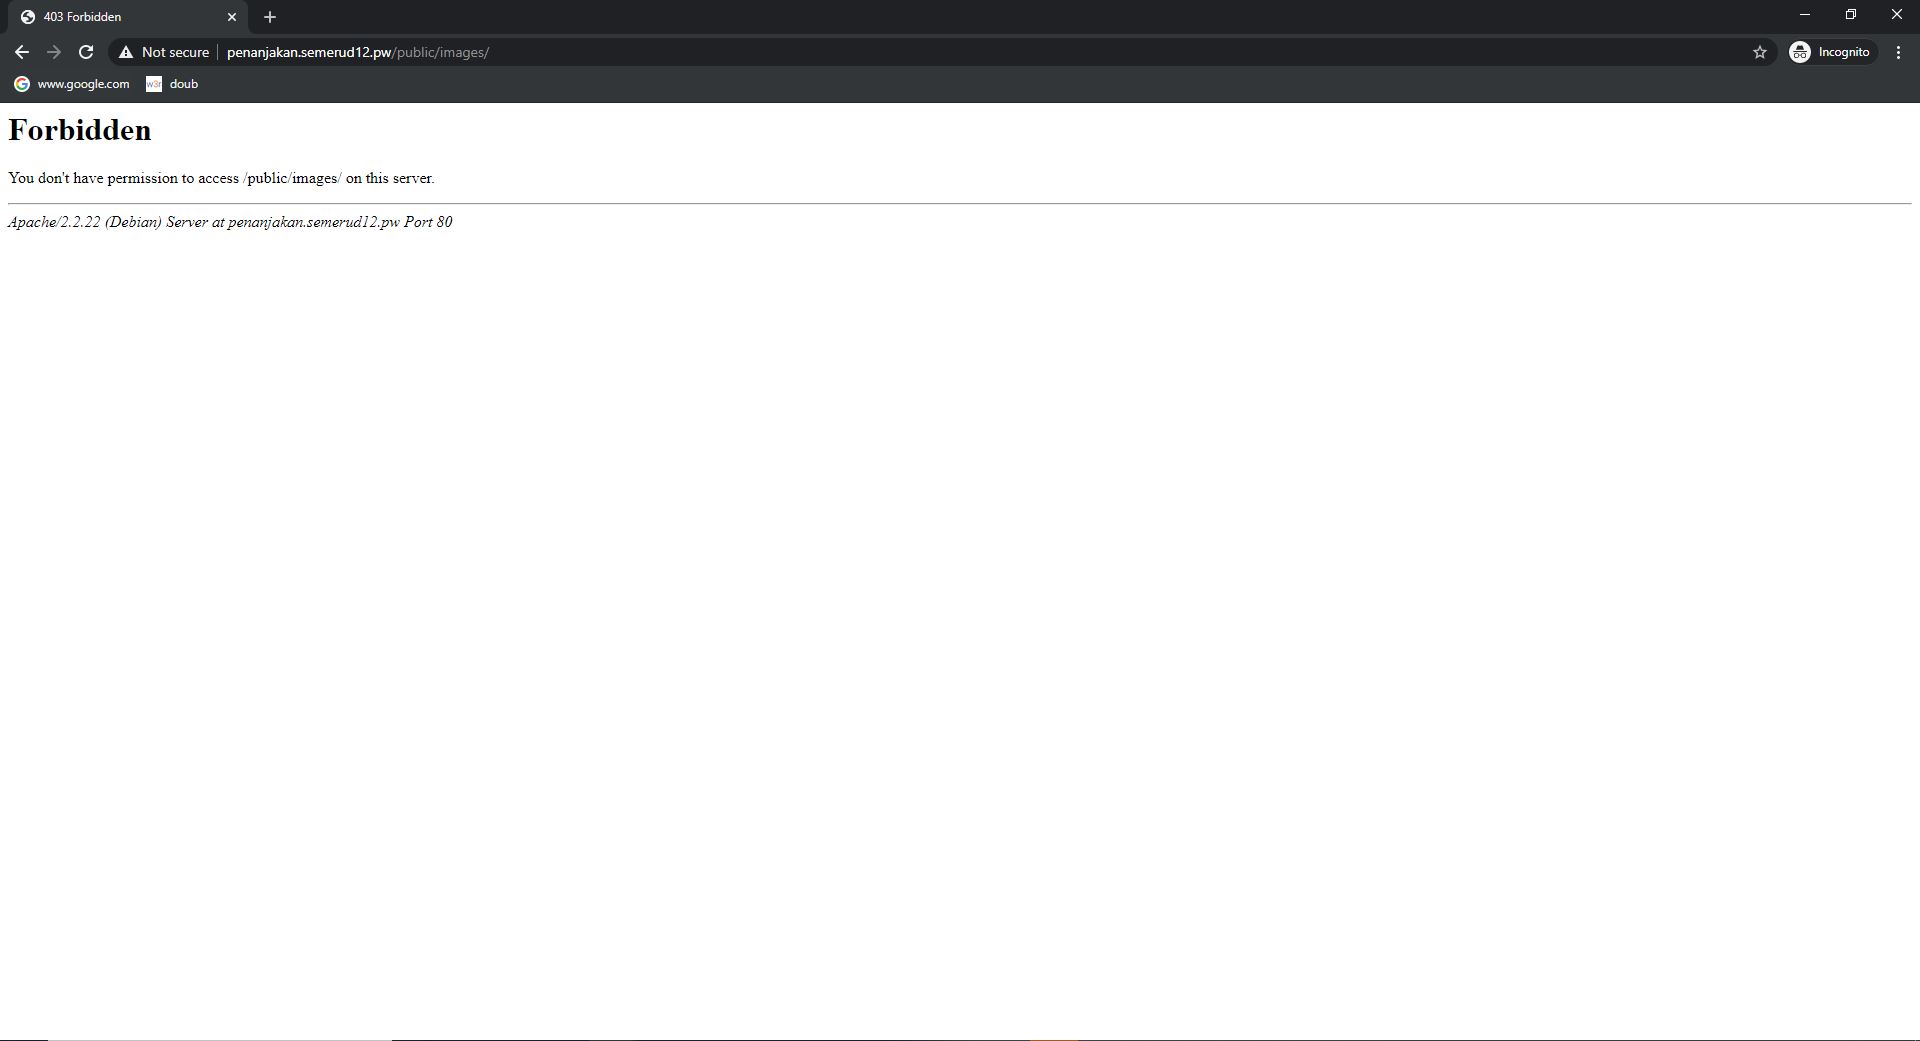 403 Forbidden
Not secure penanjakan.semerud12.pw/public/images/
Incognito
www.google.com
w3r doub
Forbidden
You don't have permission to access /public/images/ on this server.
Apache/2.2.22 (Debian) Server at penanjakan.semerud12.pw Port 80